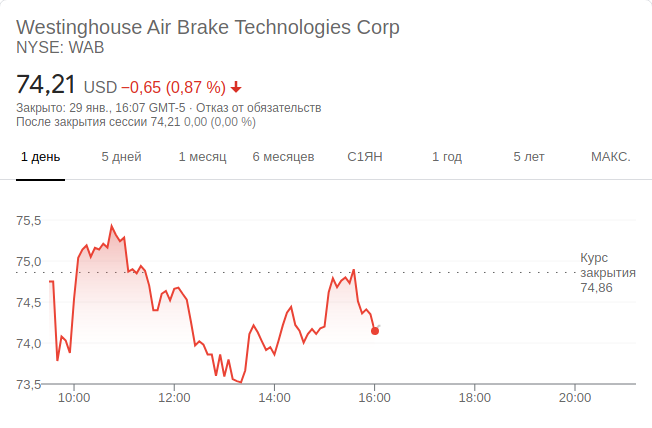 Westinghouse Air Brake Technologies Corp
NYSE: WAB
74,21 USD −0,65 (0,87 %)
Закрыто: 29 янв., 16:07 GMT-5 · Отказ от обязательств
После закрытия сессии 74,21 0,00 (0,00 %)
1 день 5 дней 1 месяц 6 месяцев С1ЯН 1 год 5 лет МАКС.
75,5
75,0
74,5
74,0
73,5
Курс
закрытия
74,86
10:00 12:00 14:00 16:00 18:00 20:00